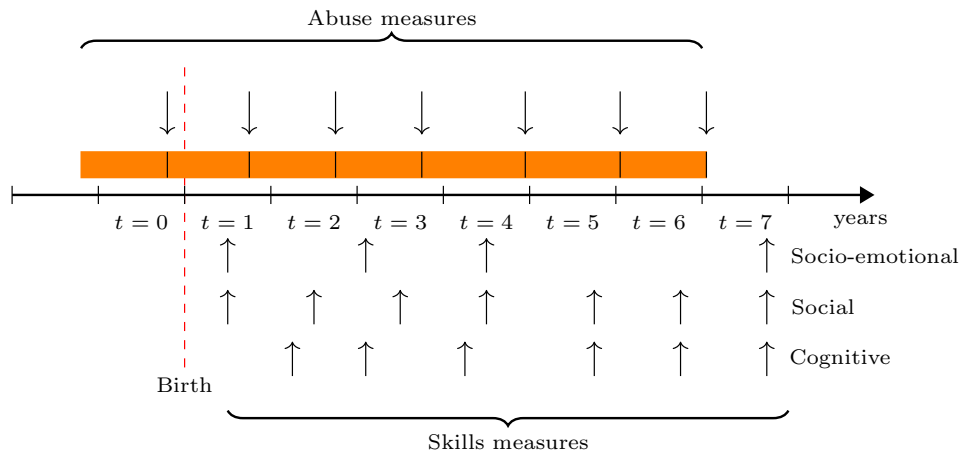 Abuse measures
t = 0 t = 1 t = 2 t = 3 t = 4 t = 5 t = 6 t = 7 years
Socio-emotional
Social
Cognitive
Birth
Skills measures